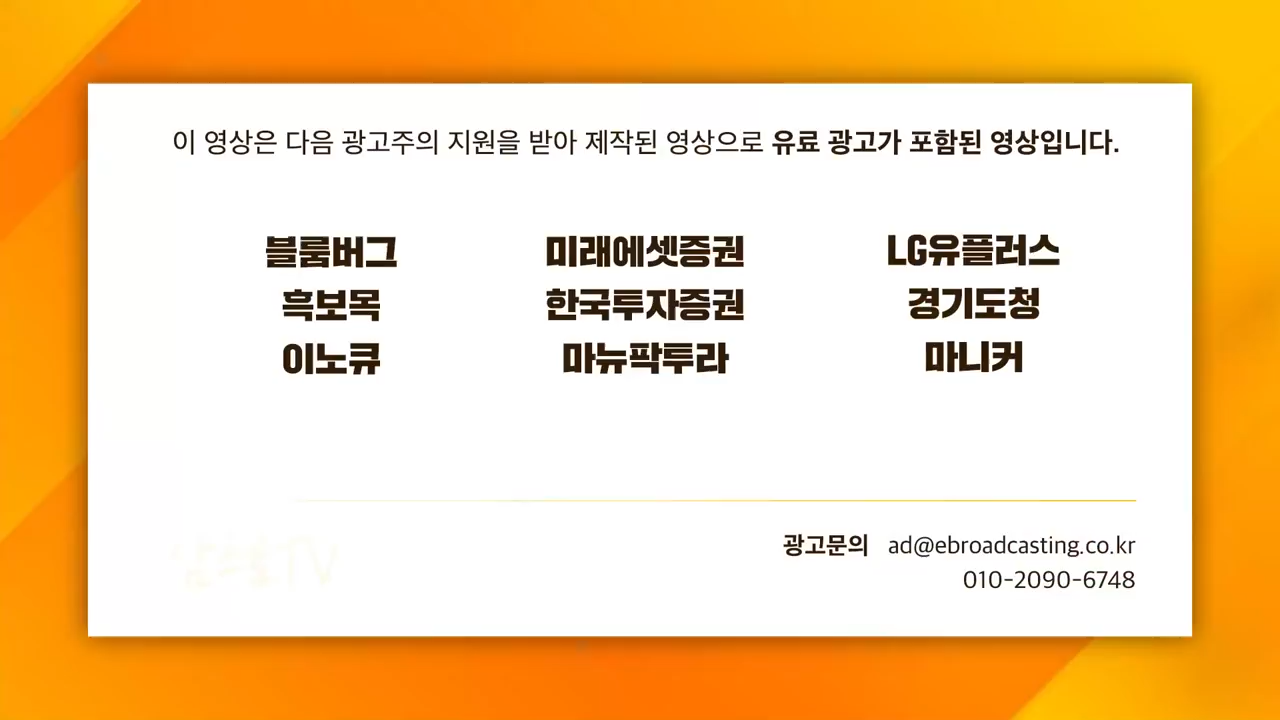 이 영상은 다음 광고주의 지원을 받아 제작된 영상으로 유료 광고가 포함된 영상입니다.
블룸버그 미래에셋증권 LG유플러스
흑보목 한국투자증권 경기도청
이노큐 마뉴팍투라 마니커
광고문의 ad@ebroadcasting.co.kr
010-2090-6748